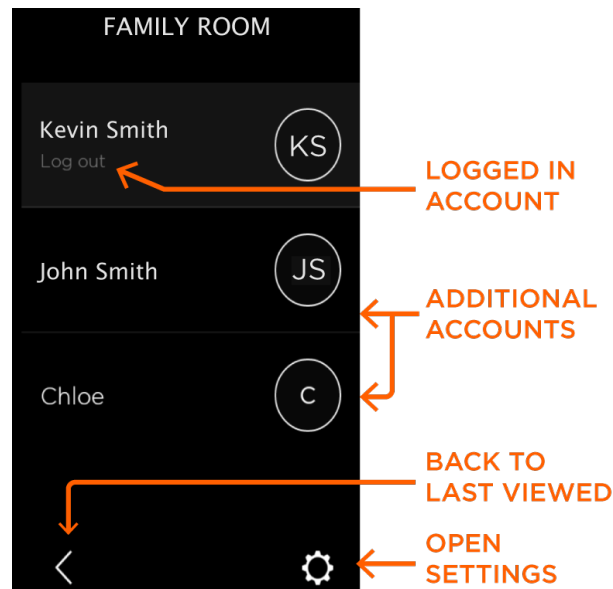 FAMILY ROOM
Kevin Smith
KS
Log out
LOGGED IN
ACCOUNT
John Smith
JS
ADDITIONAL
ACCOUNTS
Chloe
C
BACK TO
LAST VIEWED
OPEN
SETTINGS